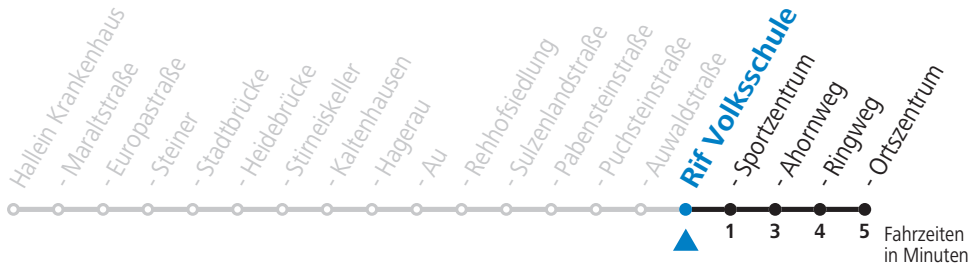 Hallein Krankenhaus
- Maraltstraße
- Europastraße
- Steiner
- Stadtbrücke
- Heidebrücke
- Stirneiskeller
- Kaltenhausen
- Hagerau
- Au
- Rehhofsiedlung
- Sulzenlandstraße
- Pabensteinstraße
- Puchsteinstraße
- Auwaldstraße
Rif Volksschule
- Sportzentrum
- Ahornweg
- Ringweg
- Ortszentrum
1 3 4 5 Fahrzeiten
in Minuten